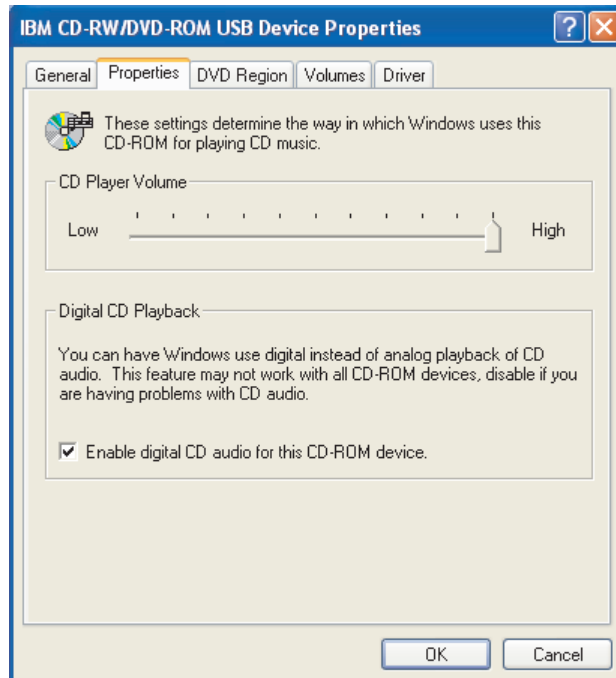 IBM CD-RW/DVD-ROM USB Device Properties
General Properties DVD Region Volumes Driver
These settings determine the way in which Windows uses this
CD-ROM for playing CD music.
CD Player Volume
Low High
Digital CD Playback
You can have Windows use digital instead of analog playback of CD
audio. This feature may not work with all CD-ROM devices, disable if you
are having problems with CD audio.
Enable digital CD audio for this CD-ROM device.
OK Cancel